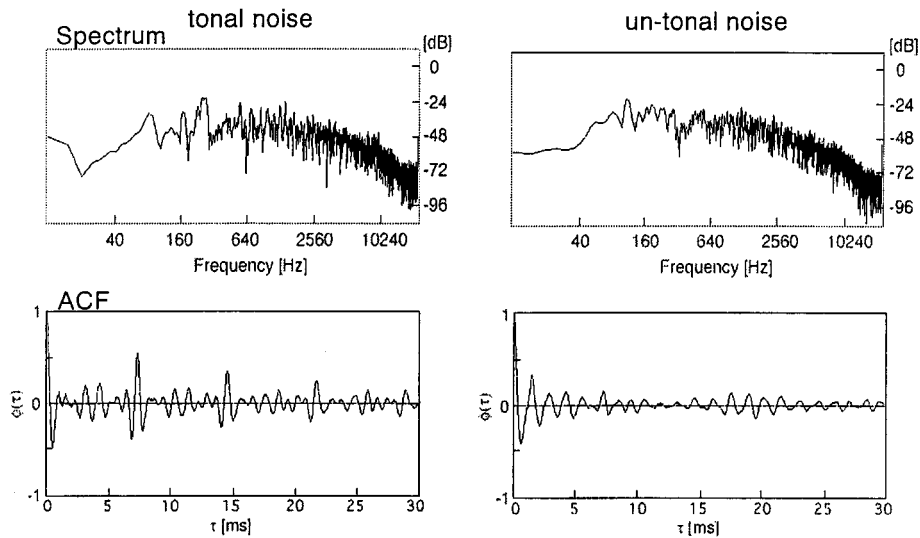 tonal noise
un-tonal noise
Spectrum
[dB]
0
-24
-48
-72
-96
40 160 640 2560 10240
Frequency [Hz]
[dB]
0
-24
-48
-72
-96
40 160 640 2560 10240
Frequency [Hz]
ACF
1
0
-1
ϕ(τ)
0 5 10 15 20 25 30
τ [ms]
1
0
-1
ϕ(τ)
0 5 10 15 20 25 30
τ [ms]